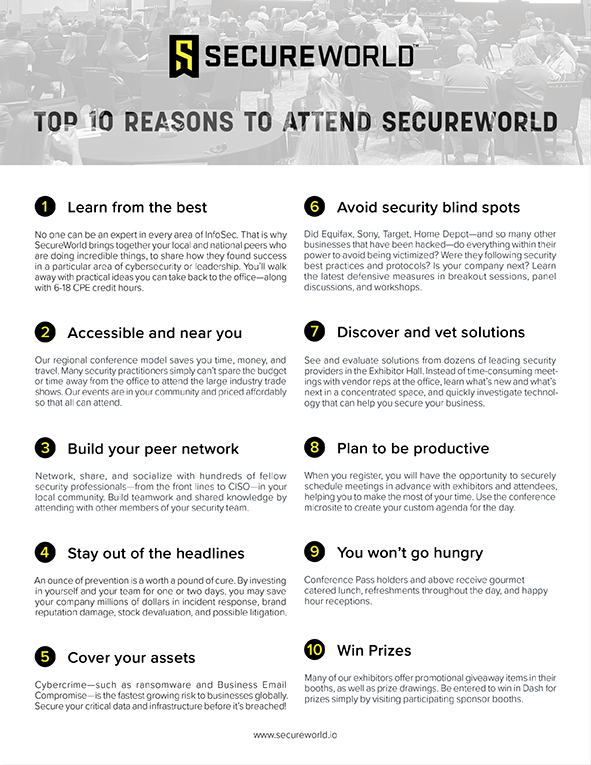 SECUREWORLD™
TOP 10 REASONS TO ATTEND SECUREWORLD
1 Learn from the best
No one can be an expert in every area of InfoSec. That is why
SecureWorld brings together your local and national peers who
are doing incredible things, to share how they found success
in a particular area of cybersecurity or leadership. You'll walk
away with practical ideas you can take back to the office—along
with 6-18 CPE credit hours.
2 Accessible and near you
Our regional conference model saves you time, money, and
travel. Many security practitioners simply can't spare the budget
or time away from the office to attend the large industry trade
shows. Our events are in your community and priced affordably
so that all can attend.
3 Build your peer network
Network, share, and socialize with hundreds of fellow
security professionals—from the front lines to CISO—in your
local community. Build teamwork and shared knowledge by
attending with other members of your security team.
4 Stay out of the headlines
An ounce of prevention is a worth a pound of cure. By investing
in yourself and your team for one or two days, you may save
your company millions of dollars in incident response, brand
reputation damage, stock devaluation, and possible litigation.
5 Cover your assets
Cybercrime—such as ransomware and Business Email
Compromise—is the fastest growing risk to businesses globally.
Secure your critical data and infrastructure before it's breached!
6 Avoid security blind spots
Did Equifax, Sony, Target, Home Depot—and so many other
businesses that have been hacked—do everything within their
power to avoid being victimized? Were they following security
best practices and protocols? Is your company next? Learn
the latest defensive measures in breakout sessions, panel
discussions, and workshops.
7 Discover and vet solutions
See and evaluate solutions from dozens of leading security
providers in the Exhibitor Hall. Instead of time-consuming meet-
ings with vendor reps at the office, learn what's new and what's
next in a concentrated space, and quickly investigate technol-
ogy that can help you secure your business.
8 Plan to be productive
When you register, you will have the opportunity to securely
schedule meetings in advance with exhibitors and attendees,
helping you to make the most of your time. Use the conference
microsite to create your custom agenda for the day.
9 You won't go hungry
Conference Pass holders and above receive gourmet
catered lunch, refreshments throughout the day, and happy
hour receptions.
10 Win Prizes
Many of our exhibitors offer promotional giveaway items in their
booths, as well as prize drawings. Be entered to win in Dash for
prizes simply by visiting participating sponsor booths.
www.secureworld.io